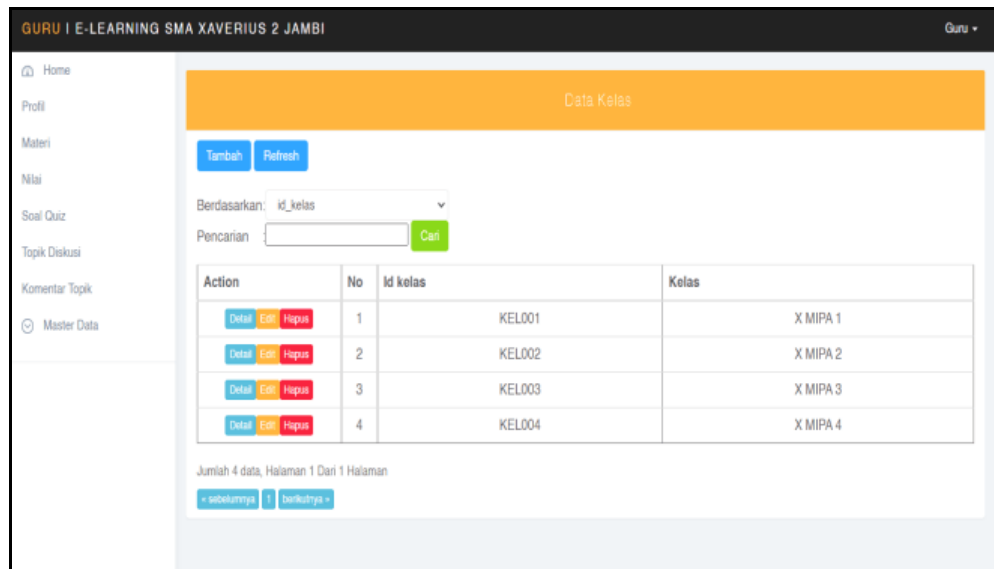 GURU I E-LEARNING SMA XAVERIUS 2 JAMBI Guru
Home
Profil
Materi
Nilai
Soal Quiz
Topik Diskusi
Komentar Topik
Master Data
Data Kelas
Tambah Refresh
Berdasarkan: id_kelas
Pencarian : Cari
Action No Id kelas Kelas
Detail Edit Hapus 1 KEL001 X MIPA 1
Detail Edit Hapus 2 KEL002 X MIPA 2
Detail Edit Hapus 3 KEL003 X MIPA 3
Detail Edit Hapus 4 KEL004 X MIPA 4
Jumlah 4 data, Halaman 1 Dari 1 Halaman
« sebelumnya 1 berikutnya »